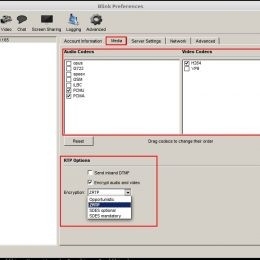 Blink Preferences
Video Chat Screen Sharing Logging Advanced
Account Information Media Server Settings Network Advanced
Audio Codecs Video Codecs
opus
G722
speex
GSM
iLBC
PCMU
PCMA
H264
VP8
Reset
Drag codecs to change their order
RTP Options
Send inband DTMF
Encrypt audio and video
Encryption: ZRTP
Opportunistic
ZRTP
SDES optional
SDES mandatory